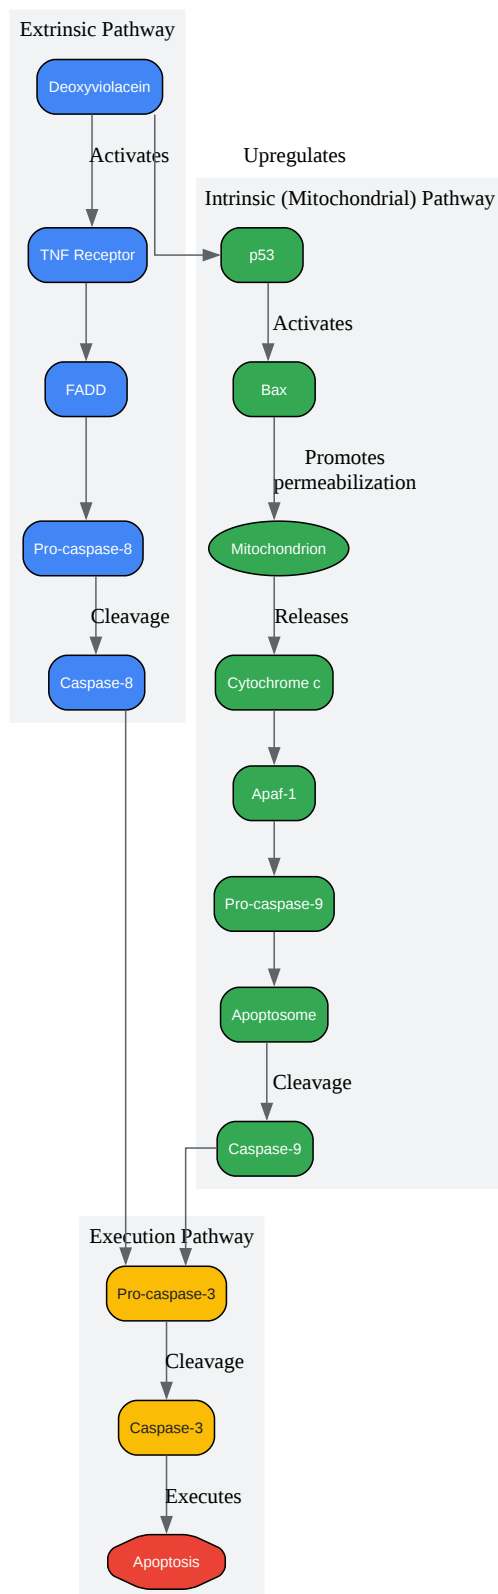 Extrinsic Pathway
Deoxyviolacein
Activates
Upregulates
Intrinsic (Mitochondrial) Pathway
TNF Receptor
p53
Activates
FADD
Bax
Promotes
permeabilization
Pro-caspase-8
Mitochondrion
Cleavage
Releases
Caspase-8
Cytochrome c
Apaf-1
Pro-caspase-9
Apoptosome
Cleavage
Caspase-9
Execution Pathway
Pro-caspase-3
Cleavage
Caspase-3
Executes
Apoptosis